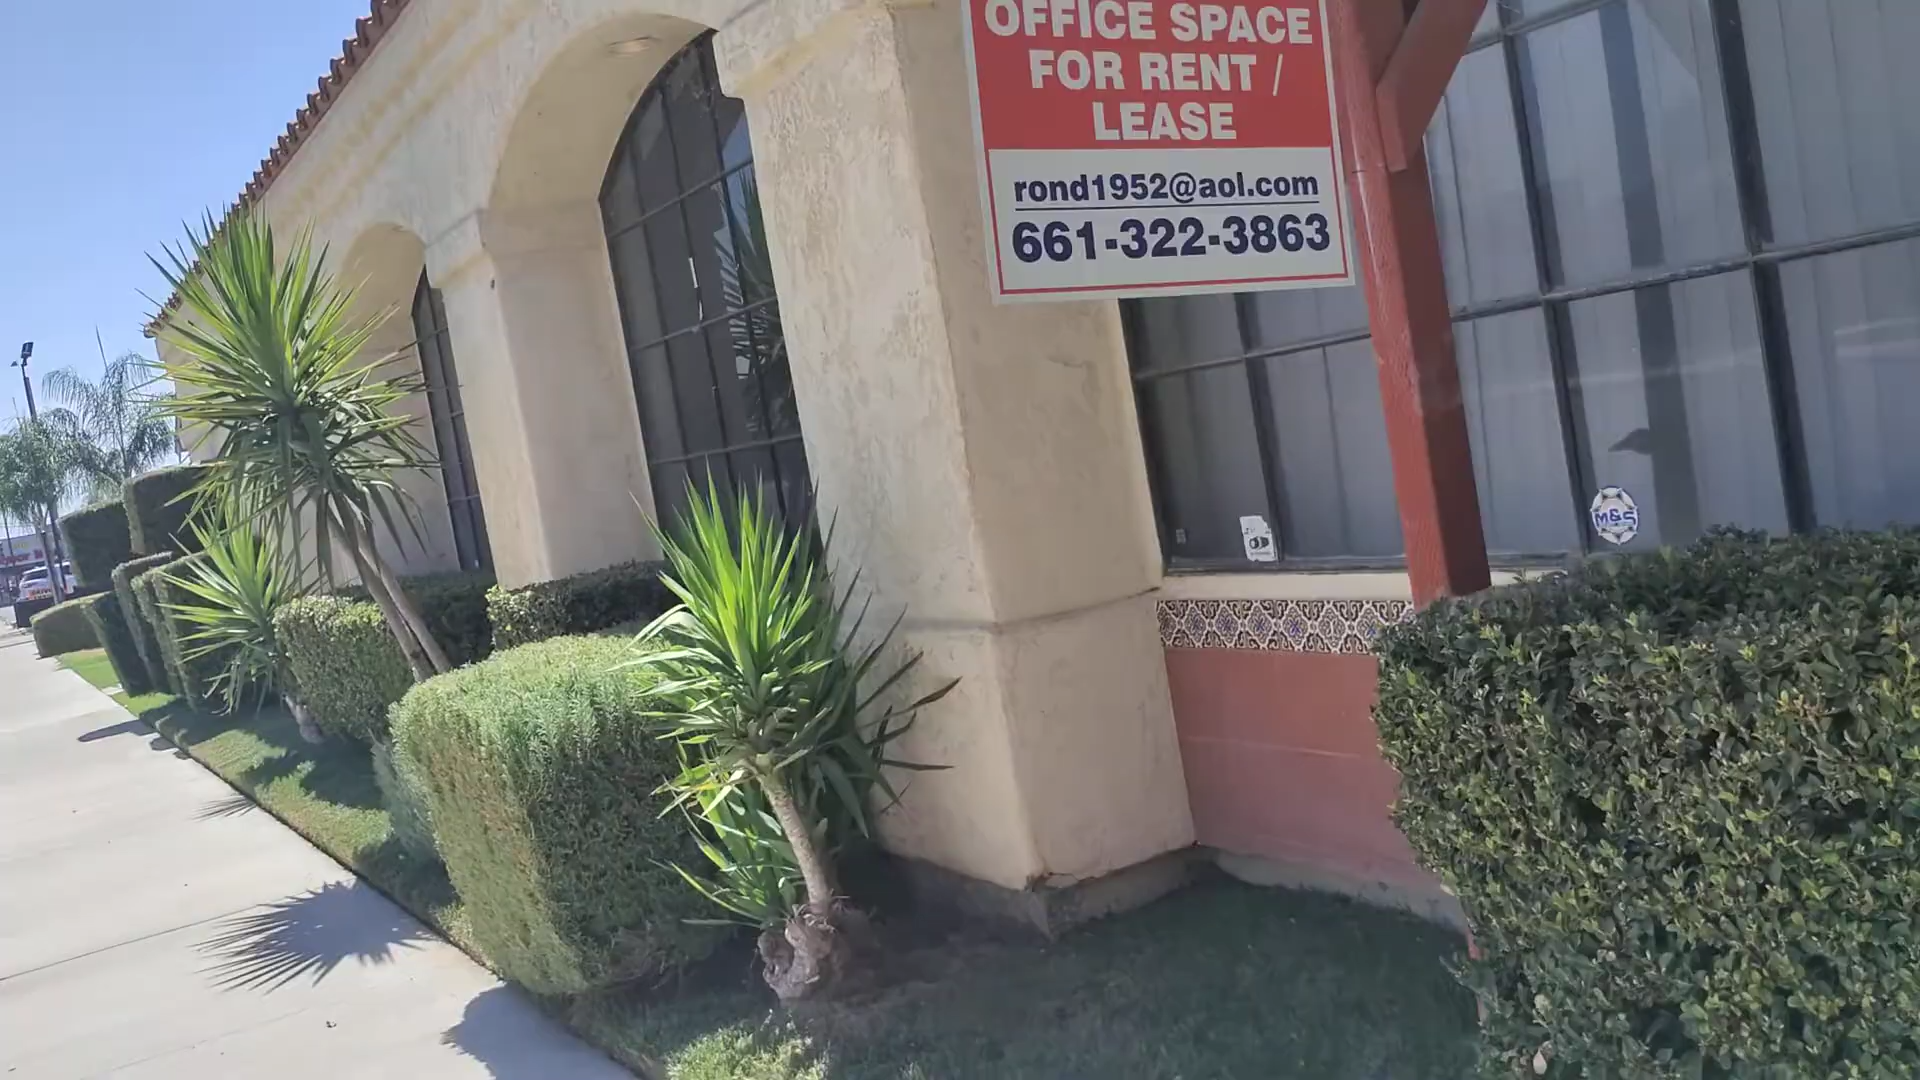 OFFICE SPACE
FOR RENT /
LEASE
rond1952@aol.com
661-322-3863
M&S